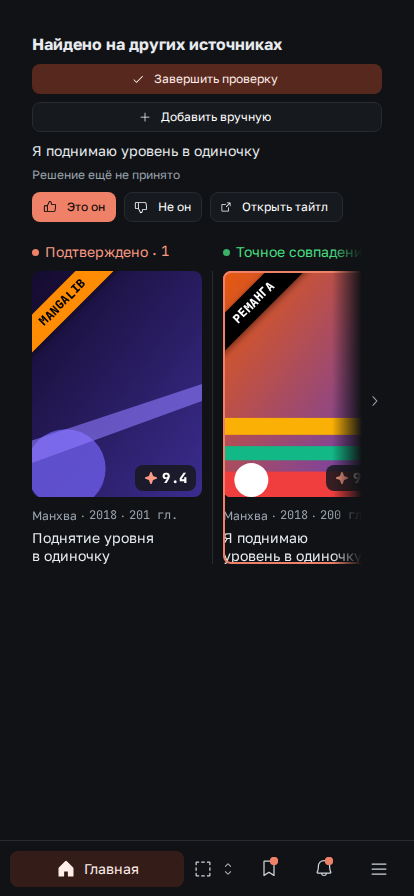 Найдено на других источниках
Завершить проверку
Добавить вручную
Я поднимаю уровень в одиночку
Решение ещё не принято
Это он
Не он
Открыть тайтл
Подтверждено · 1
Точное совпадени
MANGALIB
РЕМАНГА
9.4
9
Манхва · 2018 · 201 гл.
Манхва · 2018 · 200 гл
Поднятие уровня
в одиночку
Я поднимаю
уровень в одиночку
Главная